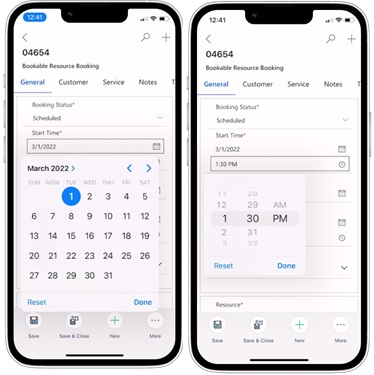 12:41
04654
Bookable Resource Booking
General Customer Service Notes T
Booking Status*
Scheduled
Start Time*
3/1/2022
March 2022
SUN MON TUE WED THU FRI SAT
1 2 3 4 5
6 7 8 9 10 11 12
13 14 15 16 17 18 19
20 21 22 23 24 25 26
27 28 29 30 31
Reset Done
Save Save & Close New More
12:41
04654
Bookable Resource Booking
General Customer Service Notes T
Booking Status*
Scheduled
Start Time*
3/1/2022
1:30 PM
11 28
12 29 AM
1 30 PM
2 31
3 32
Reset Done
Resource*
Save Save & Close New More